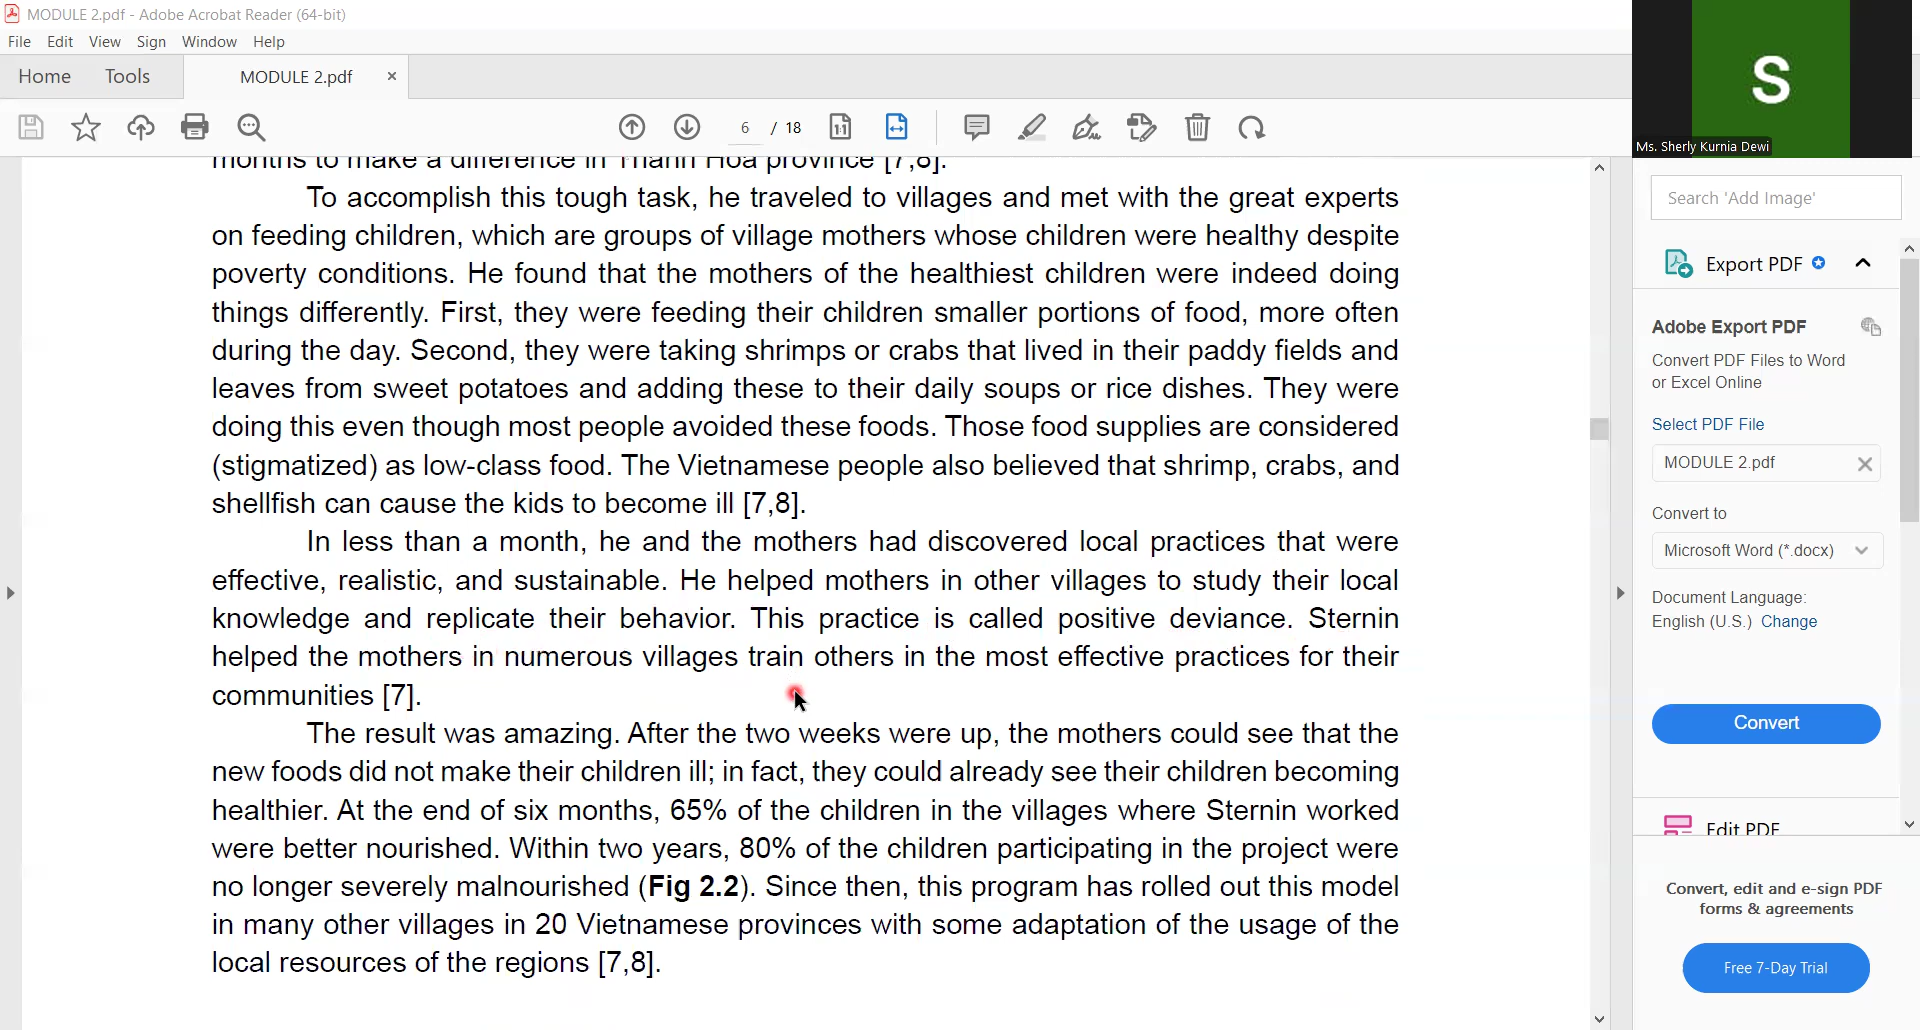 MODULE 2.pdf - Adobe Acrobat Reader (64-bit)
File Edit View Sign Window Help
Home Tools MODULE 2.pdf ×
6 / 18
S
Ms. Sherly Kurnia Dewi
months to make a difference in Thanh Hoa province [7,8].
To accomplish this tough task, he traveled to villages and met with the great experts
on feeding children, which are groups of village mothers whose children were healthy despite
poverty conditions. He found that the mothers of the healthiest children were indeed doing
things differently. First, they were feeding their children smaller portions of food, more often
during the day. Second, they were taking shrimps or crabs that lived in their paddy fields and
leaves from sweet potatoes and adding these to their daily soups or rice dishes. They were
doing this even though most people avoided these foods. Those food supplies are considered
(stigmatized) as low-class food. The Vietnamese people also believed that shrimp, crabs, and
shellfish can cause the kids to become ill [7,8].
In less than a month, he and the mothers had discovered local practices that were
effective, realistic, and sustainable. He helped mothers in other villages to study their local
knowledge and replicate their behavior. This practice is called positive deviance. Sternin
helped the mothers in numerous villages train others in the most effective practices for their
communities [7].
The result was amazing. After the two weeks were up, the mothers could see that the
new foods did not make their children ill; in fact, they could already see their children becoming
healthier. At the end of six months, 65% of the children in the villages where Sternin worked
were better nourished. Within two years, 80% of the children participating in the project were
no longer severely malnourished (Fig 2.2). Since then, this program has rolled out this model
in many other villages in 20 Vietnamese provinces with some adaptation of the usage of the
local resources of the regions [7,8].
Search 'Add Image'
Export PDF
Adobe Export PDF
Convert PDF Files to Word
or Excel Online
Select PDF File
MODULE 2.pdf
Convert to
Microsoft Word (*.docx)
Document Language:
English (U.S.) Change
Convert
Edit PDF
Convert, edit and e-sign PDF
forms & agreements
Free 7-Day Trial